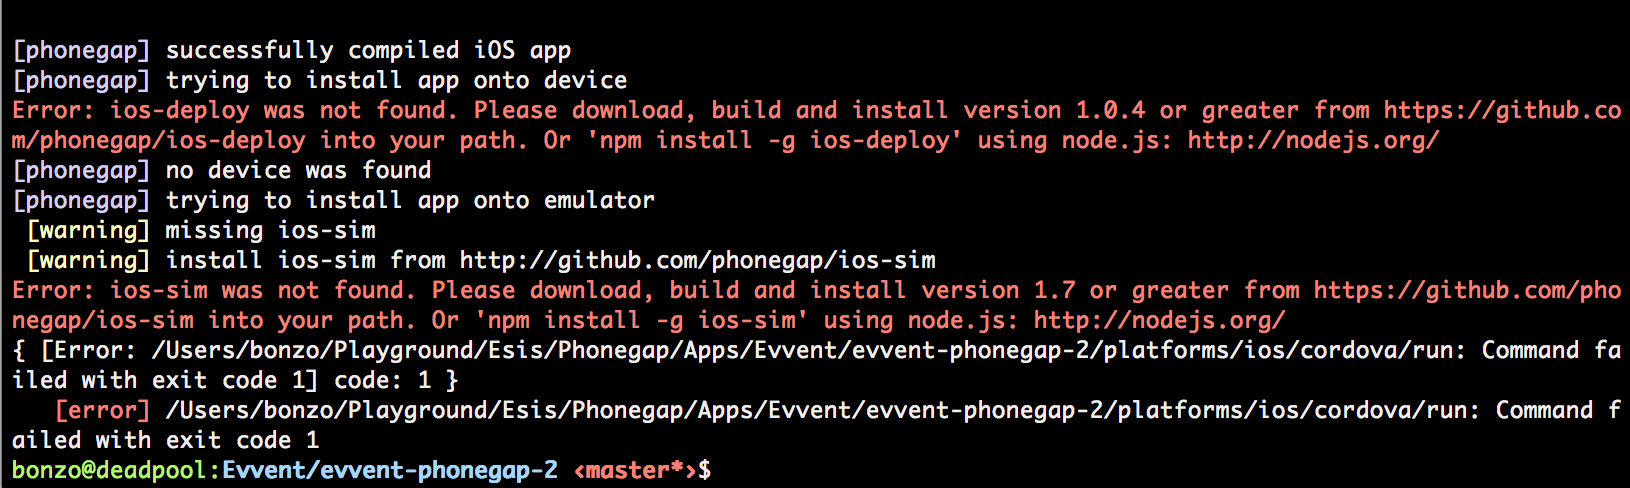 [phonegap] successfully compiled iOS app
[phonegap] trying to install app onto device
Error: ios-deploy was not found. Please download, build and install version 1.0.4 or greater from https://github.co
m/phonegap/ios-deploy into your path. Or 'npm install -g ios-deploy' using node.js: http://nodejs.org/
[phonegap] no device was found
[phonegap] trying to install app onto emulator
 [warning] missing ios-sim
 [warning] install ios-sim from http://github.com/phonegap/ios-sim
Error: ios-sim was not found. Please download, build and install version 1.7 or greater from https://github.com/pho
negap/ios-sim into your path. Or 'npm install -g ios-sim' using node.js: http://nodejs.org/
{ [Error: /Users/bonzo/Playground/Esis/Phonegap/Apps/Evvent/evvent-phonegap-2/platforms/ios/cordova/run: Command fa
iled with exit code 1] code: 1 }
   [error] /Users/bonzo/Playground/Esis/Phonegap/Apps/Evvent/evvent-phonegap-2/platforms/ios/cordova/run: Command f
ailed with exit code 1
bonzo@deadpool:Evvent/evvent-phonegap-2 ‹master*›$